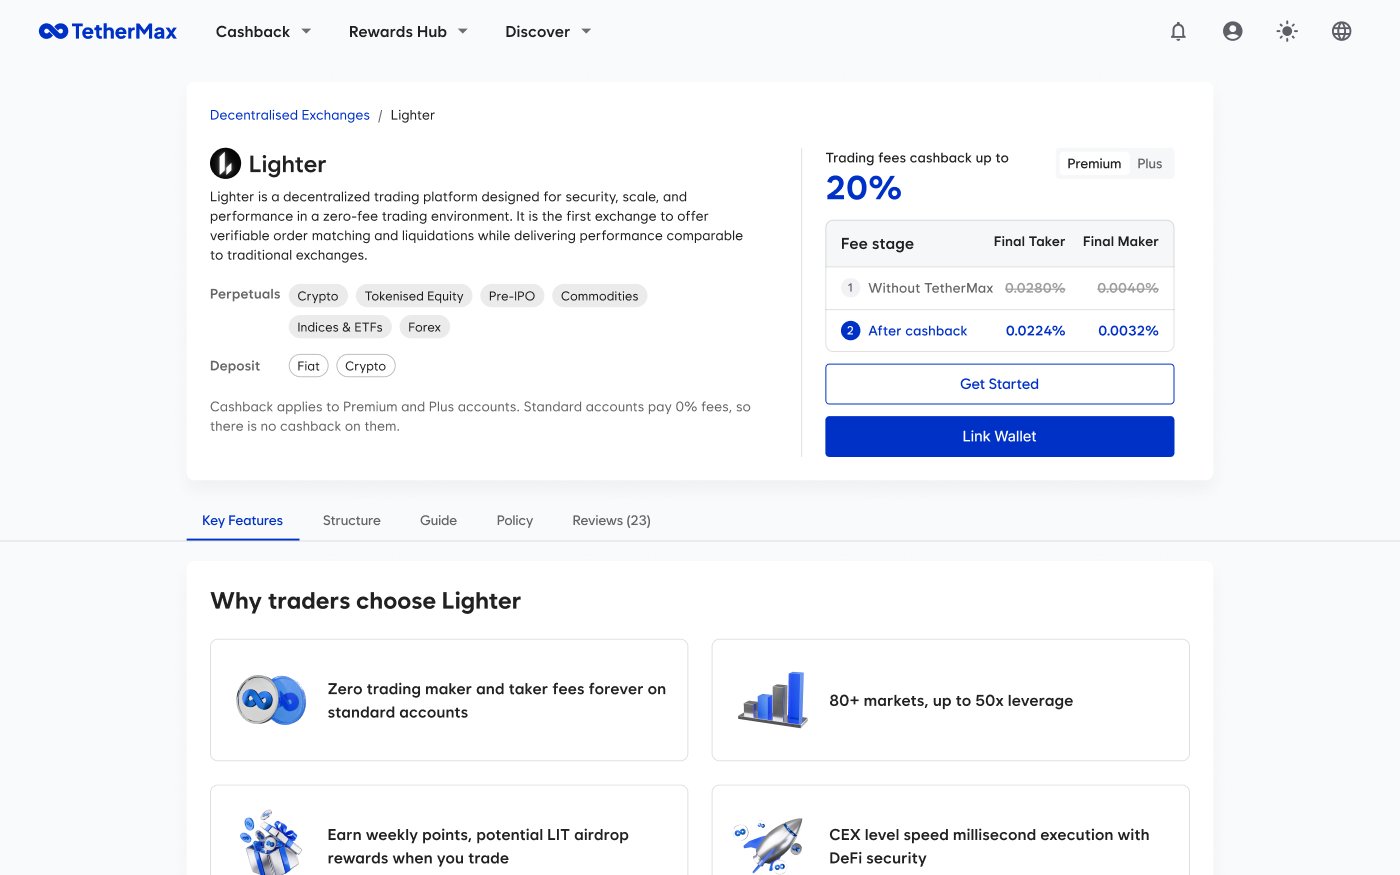 TetherMax
Cashback
Rewards Hub
Discover
Decentralised Exchanges / Lighter
Lighter
Lighter is a decentralized trading platform designed for security, scale, and
performance in a zero-fee trading environment. It is the first exchange to offer
verifiable order matching and liquidations while delivering performance comparable
to traditional exchanges.
Perpetuals Crypto Tokenised Equity Pre-IPO Commodities
Indices & ETFs Forex
Deposit Fiat Crypto
Cashback applies to Premium and Plus accounts. Standard accounts pay 0% fees, so
there is no cashback on them.
Trading fees cashback up to
20%
Premium Plus
Fee stage Final Taker Final Maker
1 Without TetherMax 0.0280% 0.0040%
2 After cashback 0.0224% 0.0032%
Get Started
Link Wallet
Key Features Structure Guide Policy Reviews (23)
Why traders choose Lighter
Zero trading maker and taker fees forever on
standard accounts
80+ markets, up to 50x leverage
Earn weekly points, potential LIT airdrop
rewards when you trade
CEX level speed millisecond execution with
DeFi security